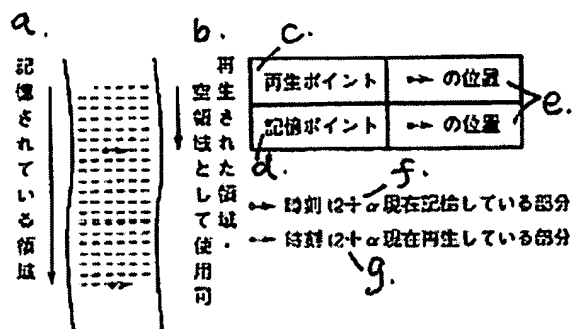 a.
b.
c.
d.
e.
f.
g.
記憶されている領域
再生された領域・
空領域として使用可
再生ポイント
の位置
記憶ポイント
の位置
時刻t2+α現在記憶している部分
時刻t2+α現在再生している部分